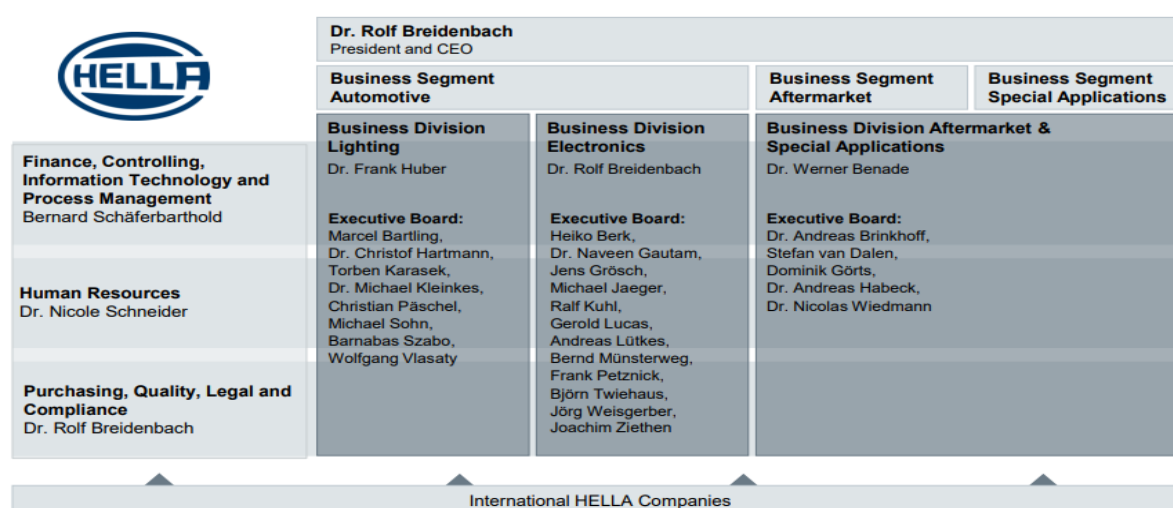 HELLA
Dr. Rolf Breidenbach
President and CEO
Business Segment
Automotive
Business Segment
Aftermarket
Business Segment
Special Applications
Finance, Controlling,
Information Technology and
Process Management
Bernard Schäferbarthold
Human Resources
Dr. Nicole Schneider
Purchasing, Quality, Legal and
Compliance
Dr. Rolf Breidenbach
Business Division
Lighting
Dr. Frank Huber
Executive Board:
Marcel Bartling,
Dr. Christof Hartmann,
Torben Karasek,
Dr. Michael Kleinkes,
Christian Päschel,
Michael Sohn,
Barnabas Szabo,
Wolfgang Vlasaty
Business Division
Electronics
Dr. Rolf Breidenbach
Executive Board:
Heiko Berk,
Dr. Naveen Gautam,
Jens Grösch,
Michael Jaeger,
Ralf Kuhl,
Gerold Lucas,
Andreas Lütkes,
Bernd Münsterweg,
Frank Petznick,
Björn Twiehaus,
Jörg Weisgerber,
Joachim Ziethen
Business Division Aftermarket &
Special Applications
Dr. Werner Benade
Executive Board:
Dr. Andreas Brinkhoff,
Stefan van Dalen,
Dominik Görts,
Dr. Andreas Habeck,
Dr. Nicolas Wiedmann
International HELLA Companies